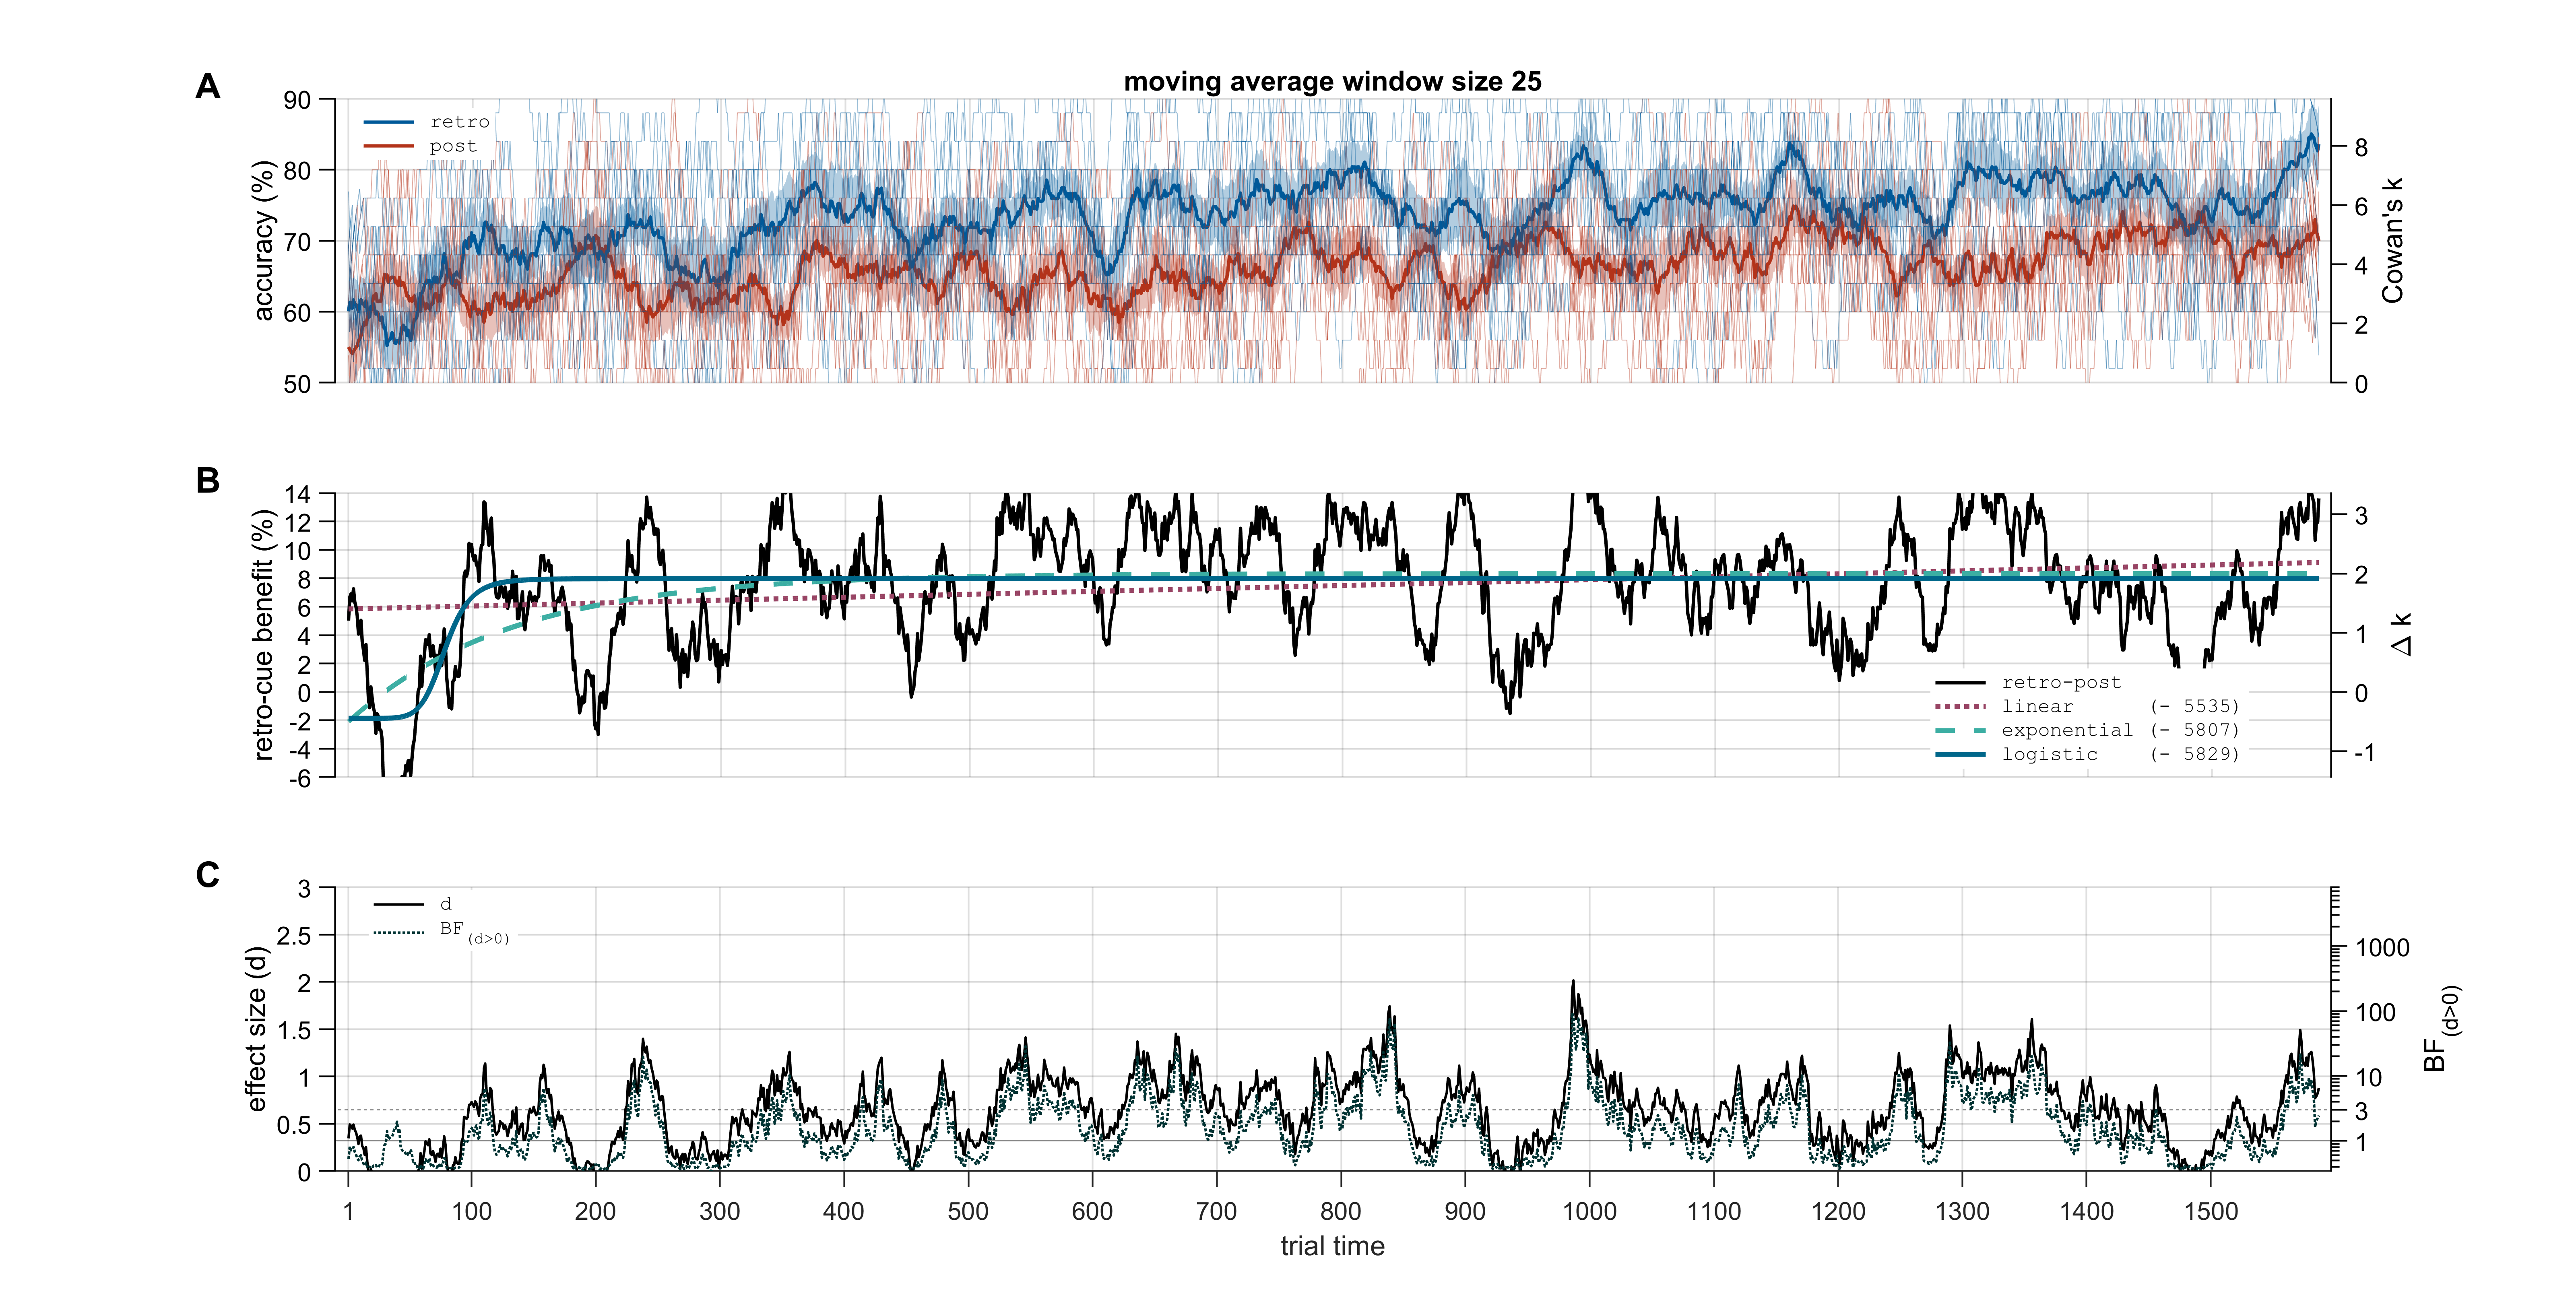 A
moving average window size 25
accuracy (%)
90
80
70
60
50
retro
post
8
6
4
2
0
Cowan's k
B
retro-cue benefit (%)
14
12
10
8
6
4
2
0
-2
-4
-6
3
2
1
0
-1
Δ k
retro-post
linear (- 5535)
exponential (- 5807)
logistic (- 5829)
C
effect size (d)
3
2.5
2
1.5
1
0.5
0
d
BF(d>0)
1000
100
10
3
1
BF(d>0)
1 100 200 300 400 500 600 700 800 900 1000 1100 1200 1300 1400 1500
trial time